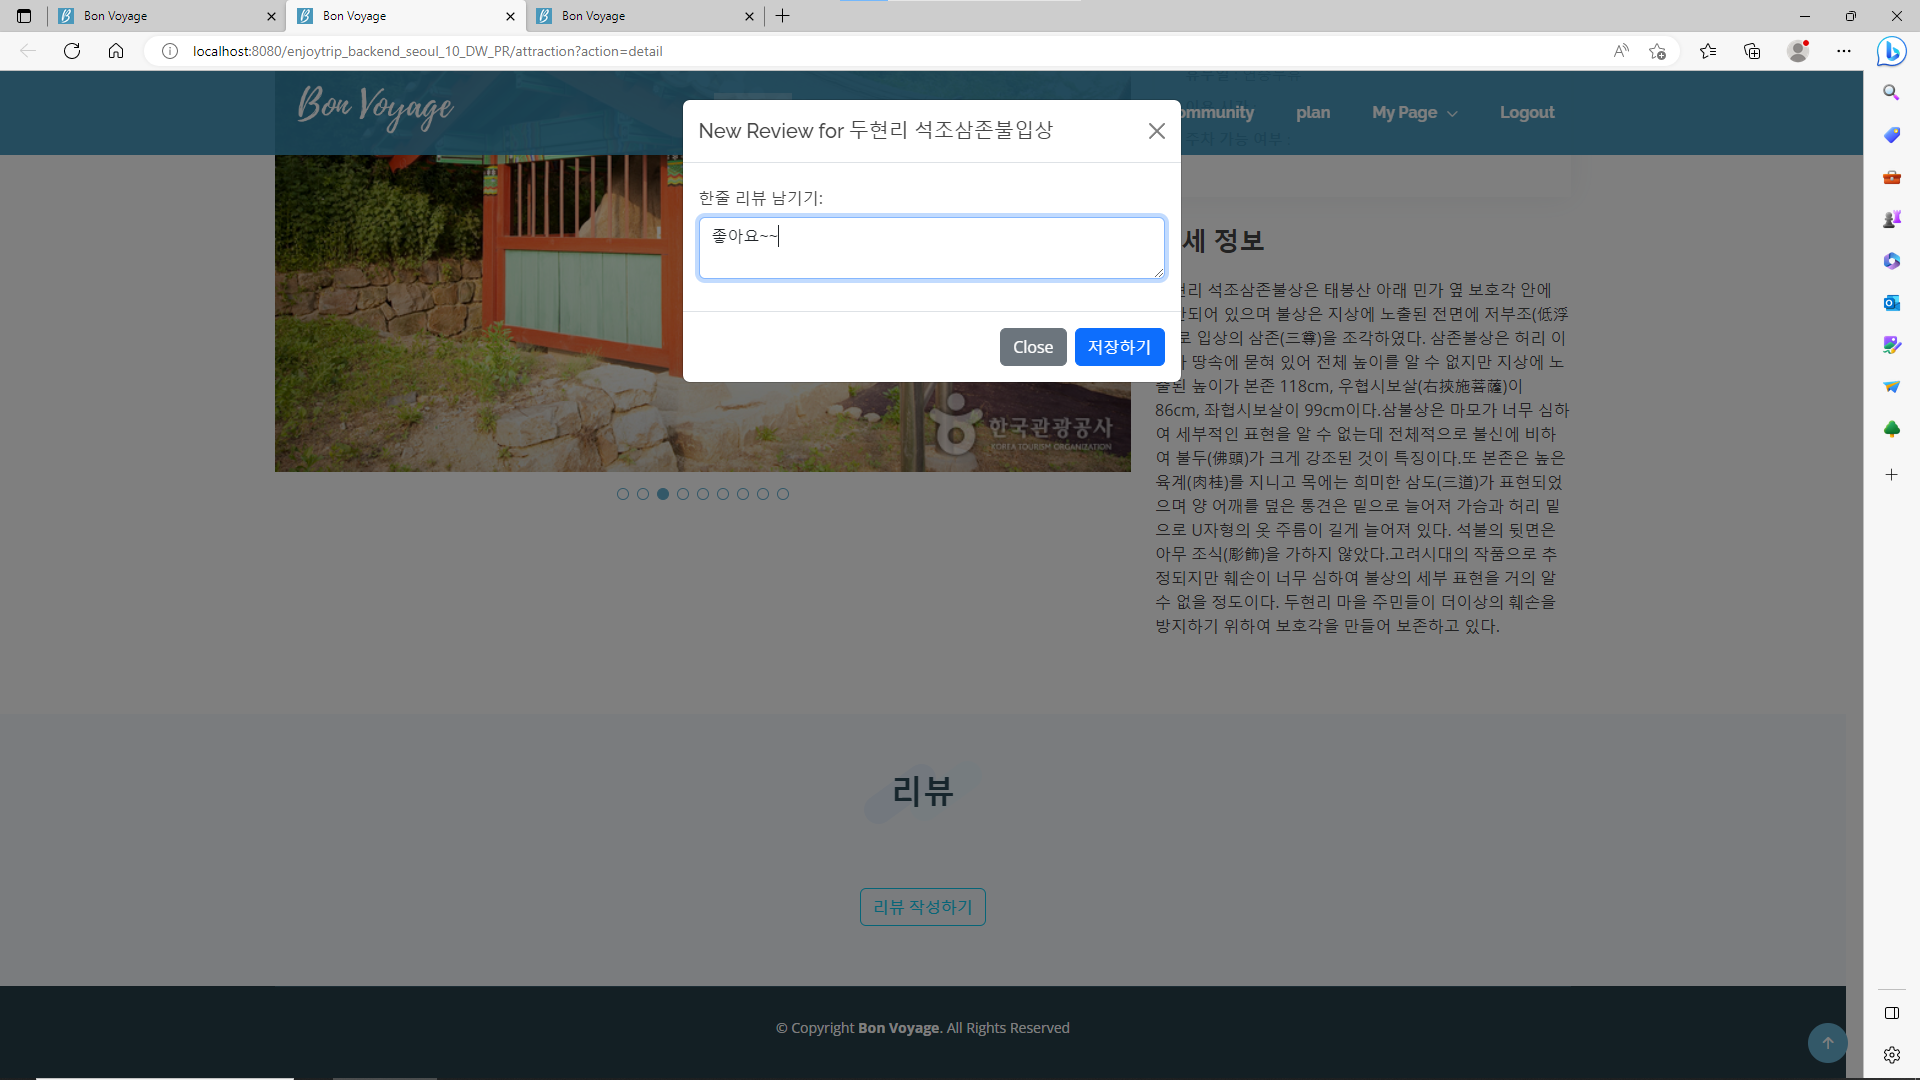 Bon Voyage
Bon Voyage
Bon Voyage
localhost:8080/enjoytrip_backend_seoul_10_DW_PR/attraction?action=detail
Bon Voyage
ommunity
plan
My Page
Logout
주차 가능 여부
New Review for 두현리 석조삼존불입상
한줄 리뷰 남기기:
좋아요~~
Close
저장하기
한국관광공사
KOREA TOURISM ORGANIZATION
세 정보
리 석조삼존불상은 태봉산 아래 민가 옆 보호각 안에
되어 있으며 불상은 지상에 노출된 전면에 저부조(低浮
로 입상의 삼존(三尊)을 조각하였다. 삼존불상은 허리 이
땅속에 묻혀 있어 전체 높이를 알 수 없지만 지상에 노
출된 높이가 본존 118cm, 우협시보살(右挾施菩薩)이
86cm, 좌협시보살이 99cm이다.삼불상은 마모가 너무 심하
여 세부적인 표현을 알 수 없는데 전체적으로 불신에 비하
여 불두(佛頭)가 크게 강조된 것이 특징이다.또 본존은 높은
육계(肉桂)를 지니고 목에는 희미한 삼도(三道)가 표현되었
으며 양 어깨를 덮은 통견은 밑으로 늘어져 가슴과 허리 밑
으로 U자형의 옷 주름이 길게 늘어져 있다. 석불의 뒷면은
아무 조식(彫飾)을 가하지 않았다.고려시대의 작품으로 추
정되지만 훼손이 너무 심하여 불상의 세부 표현을 거의 알
수 없을 정도이다. 두현리 마을 주민들이 더이상의 훼손을
방지하기 위하여 보호각을 만들어 보존하고 있다.
리뷰
리뷰 작성하기
© Copyright Bon Voyage. All Rights Reserved